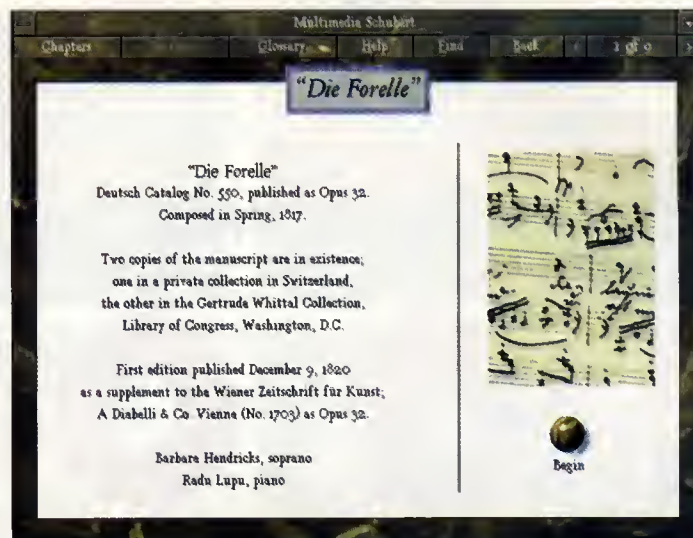 Multimedia Schubert
Chapters Glossary Help Find Back 1 of 9
"Die Forelle"
"Die Forelle"
Deutsch Catalog No. 550, published as Opus 32.
Composed in Spring, 1817.
Two copies of the manuscript are in existence;
one in a private collection in Switzerland,
the other in the Gertrude Whittal Collection,
Library of Congress, Washington, D.C.
First edition published December 9, 1820
as a supplement to the Wiener Zeitschrift für Kunst;
A Diabelli & Co. Vienna (No. 1703) as Opus 32.
Barbara Hendricks, soprano
Radu Lupu, piano
Begin